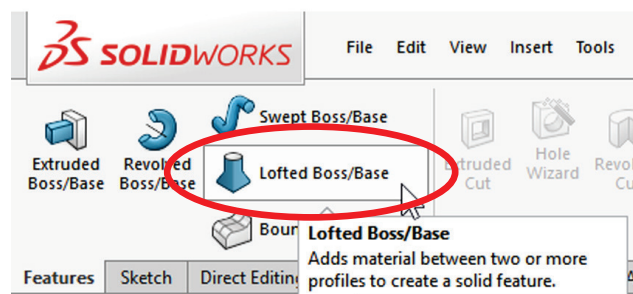 SOLIDWORKS
File Edit View Insert Tools
Swept Boss/Base
Extruded Boss/Base
Revolved Boss/Base
Lofted Boss/Base
Extruded Cut
Hole Wizard
Lofted Boss/Base
Adds material between two or more
profiles to create a solid feature.
Features Sketch Direct Editing